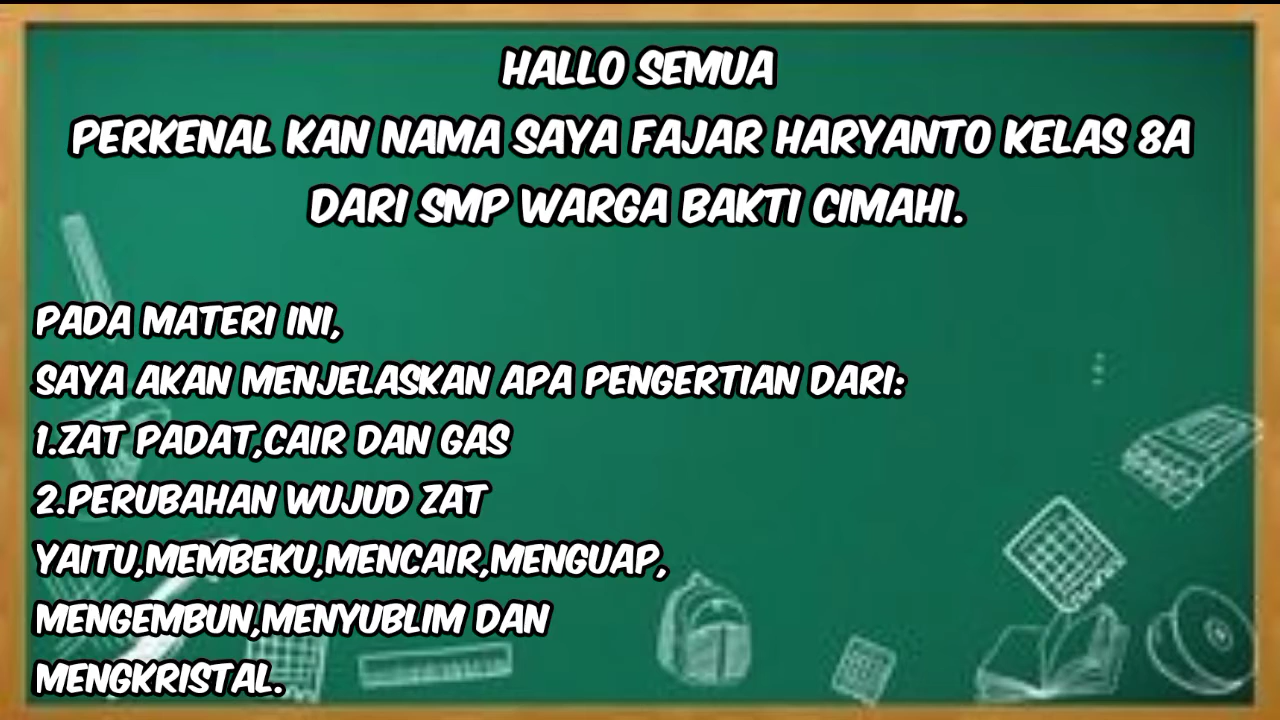 HALLO SEMUA
PERKENAL KAN NAMA SAYA FAJAR HARYANTO KELAS 8A
DARI SMP WARGA BAKTI CIMAHI.
PADA MATERI INI,
SAYA AKAN MENJELASKAN APA PENGERTIAN DARI:
1.ZAT PADAT,CAIR DAN GAS
2.PERUBAHAN WUJUD ZAT
YAITU,MEMBEKU,MENCAIR,MENGUAP,
MENGEMBUN,MENYUBLIM DAN
MENGKRISTAL.